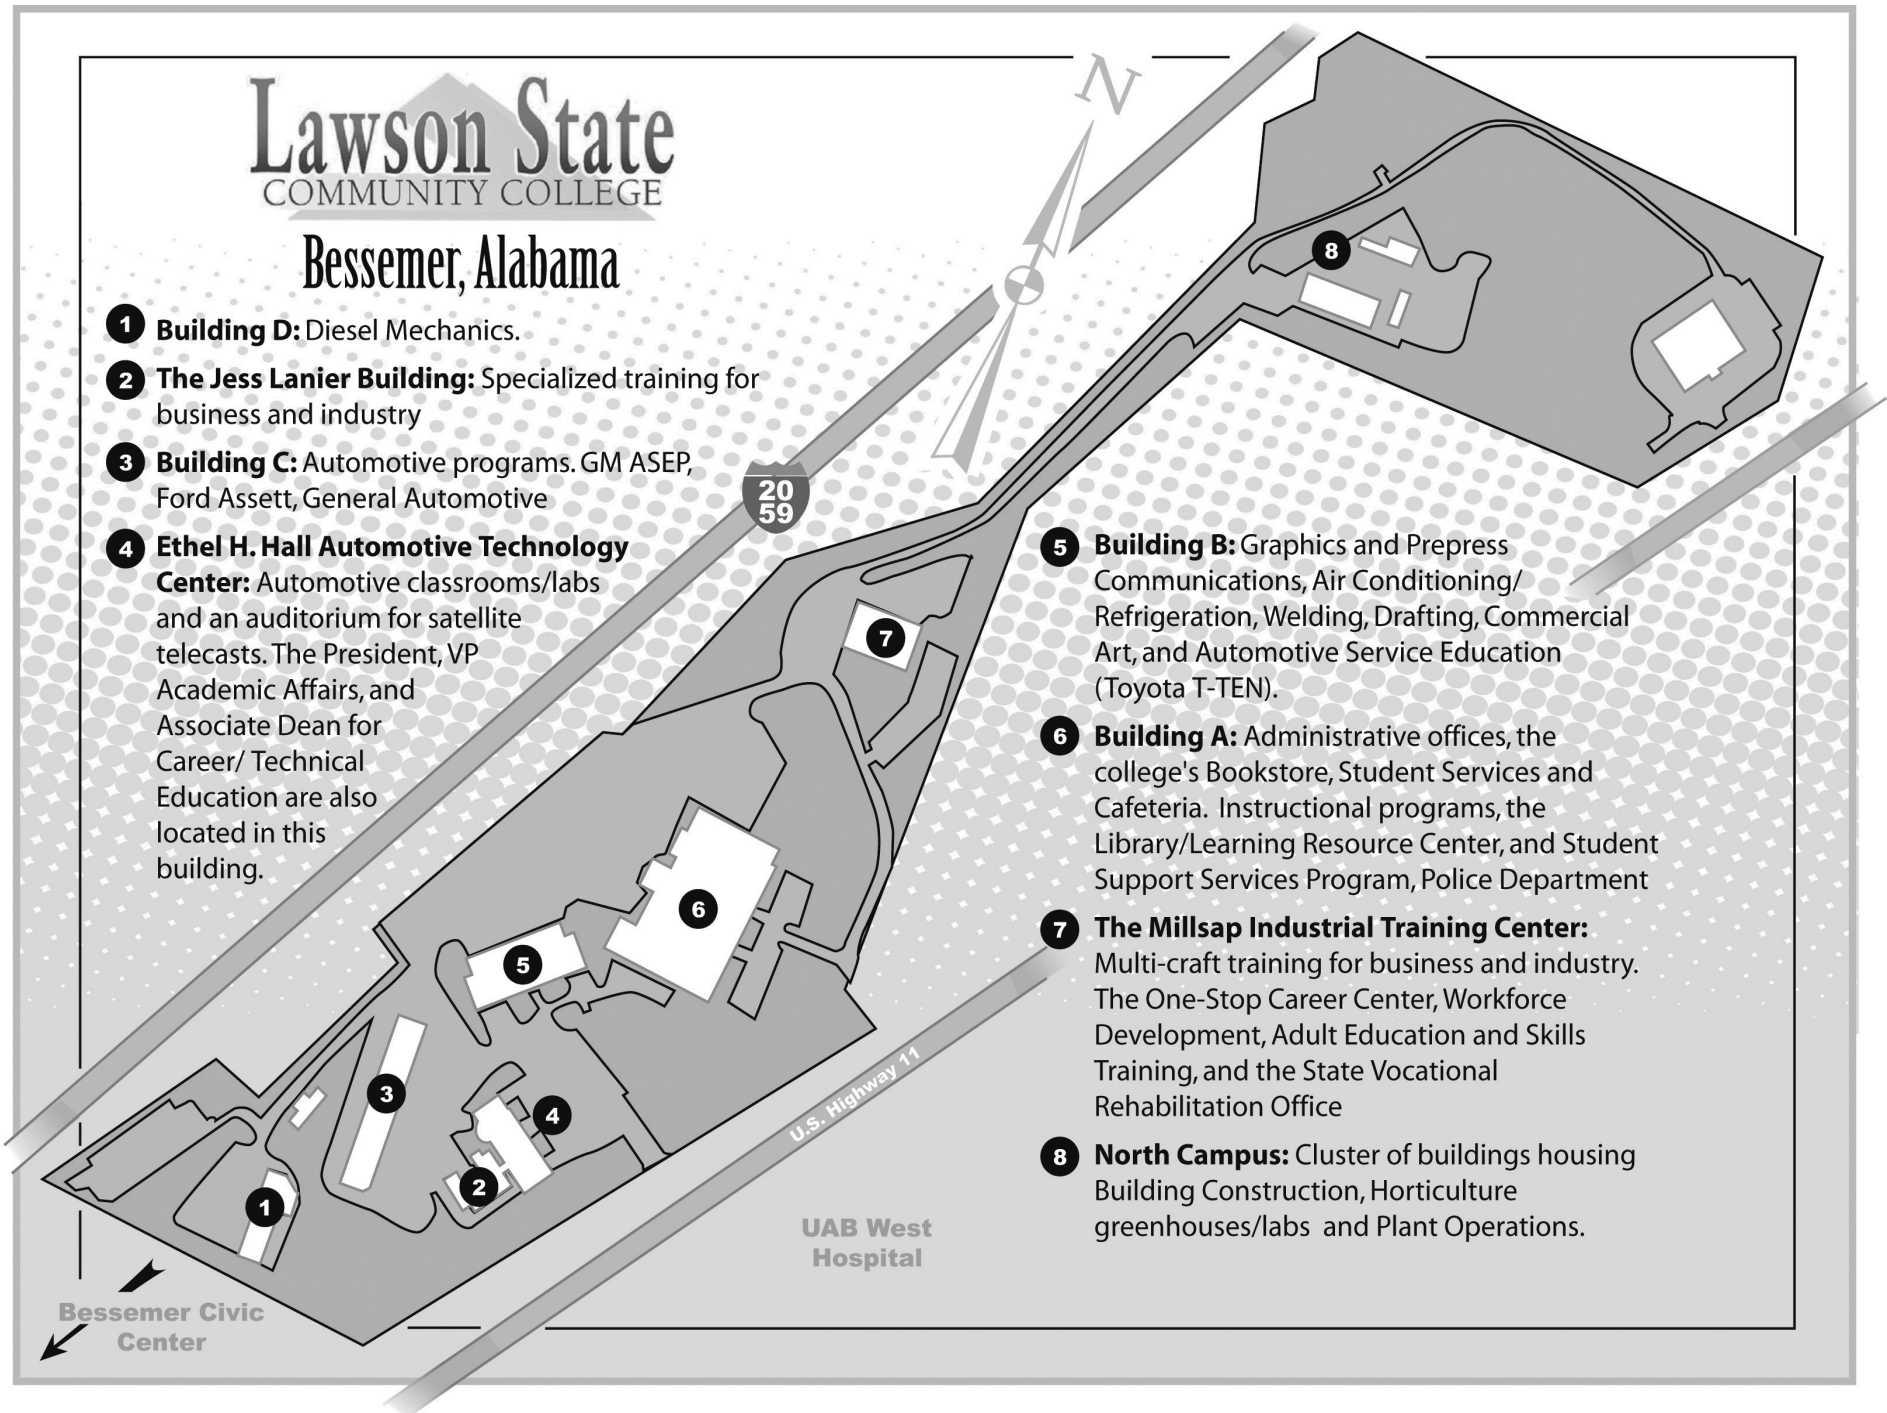 Lawson State
COMMUNITY COLLEGE
Bessemer, Alabama
1 Building D: Diesel Mechanics.
2 The Jess Lanier Building: Specialized training for
business and industry
3 Building C: Automotive programs. GM ASEP,
Ford Assett, General Automotive
4 Ethel H. Hall Automotive Technology
Center: Automotive classrooms/labs
and an auditorium for satellite
telecasts. The President, VP
Academic Affairs, and
Associate Dean for
Career/ Technical
Education are also
located in this
building.
N
20
59
8
7
6
5
3
4
2
1
5 Building B: Graphics and Prepress
Communications, Air Conditioning/
Refrigeration, Welding, Drafting, Commercial
Art, and Automotive Service Education
(Toyota T-TEN).
6 Building A: Administrative offices, the
college's Bookstore, Student Services and
Cafeteria. Instructional programs, the
Library/Learning Resource Center, and Student
Support Services Program, Police Department
7 The Millsap Industrial Training Center:
Multi-craft training for business and industry.
The One-Stop Career Center, Workforce
Development, Adult Education and Skills
Training, and the State Vocational
Rehabilitation Office
8 North Campus: Cluster of buildings housing
Building Construction, Horticulture
greenhouses/labs and Plant Operations.
U.S. Highway 11
UAB West
Hospital
Bessemer Civic
Center